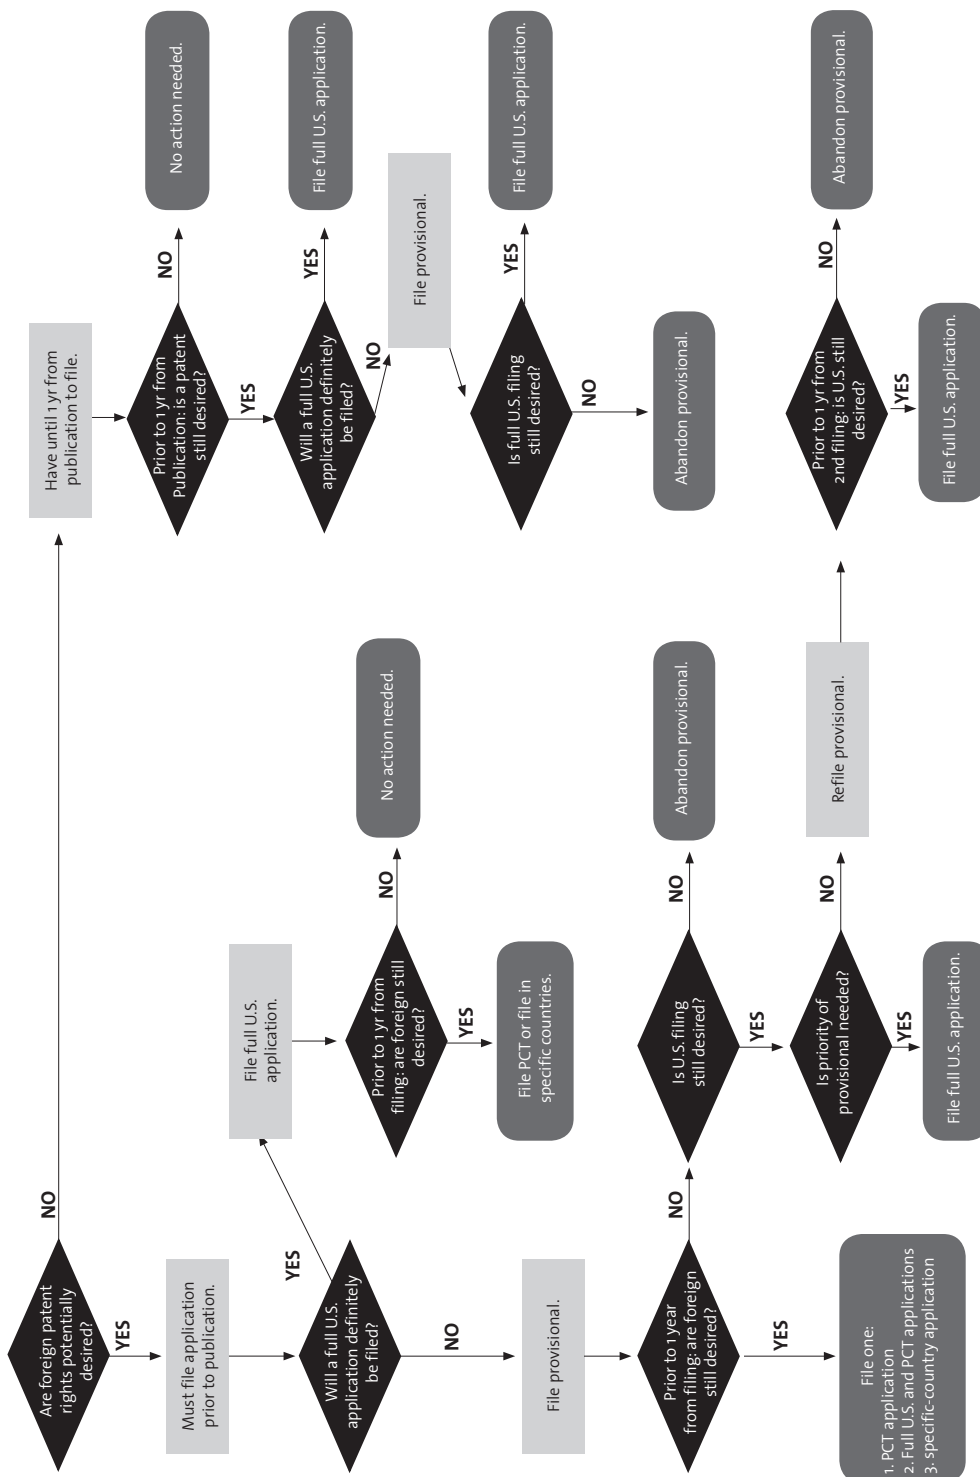 Are foreign patent
rights potentially
desired?
NO
YES
Must file application
prior to publication.
Will a full U.S.
application definitely
be filed?
YES
NO
File provisional.
Prior to 1 year
from filing: are foreign
still desired?
NO
YES
File one:
1. PCT application
2. Full U.S. and PCT applications
3. specific-country application
File full U.S.
application.
Prior to 1 yr from
filing: are foreign still
desired?
NO
YES
No action needed.
File PCT or file in
specific countries.
Is U.S. filing
still desired?
NO
YES
Abandon provisional.
Is priority of
provisional needed?
NO
YES
File full U.S. application.
Refile provisional.
Have until 1 yr from
publication to file.
Prior to 1 yr from
Publication: is a patent
still desired?
NO
YES
No action needed.
Will a full U.S.
application definitely
be filed?
YES
NO
File full U.S. application.
File provisional.
Is full U.S. filing
still desired?
YES
NO
File full U.S. application.
Abandon provisional.
Prior to 1 yr from
2nd filing: is U.S. still
desired?
NO
YES
Abandon provisional.
File full U.S. application.